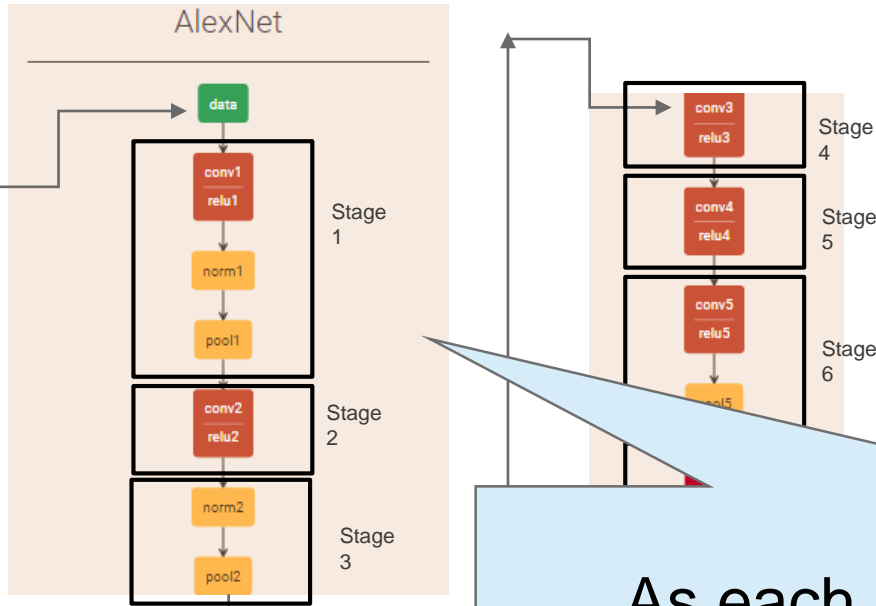 AlexNet
data
conv1
relu1
norm1
pool1
Stage
1
conv2
relu2
Stage
2
norm2
pool2
Stage
3
conv3
relu3
Stage
4
conv4
relu4
Stage
5
conv5
relu5
Stage
6
As each